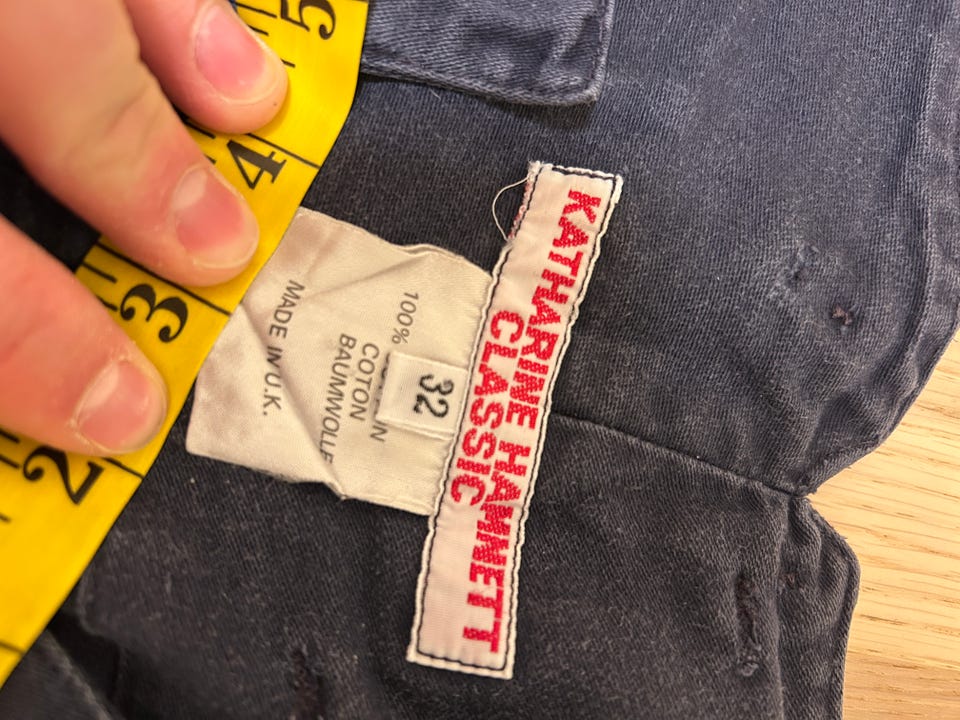 KATHARINE HAMNETT
CLASSIC
32
100%
COTON
BAUMWOLLE
MADE IN U.K.
2
3
4
5